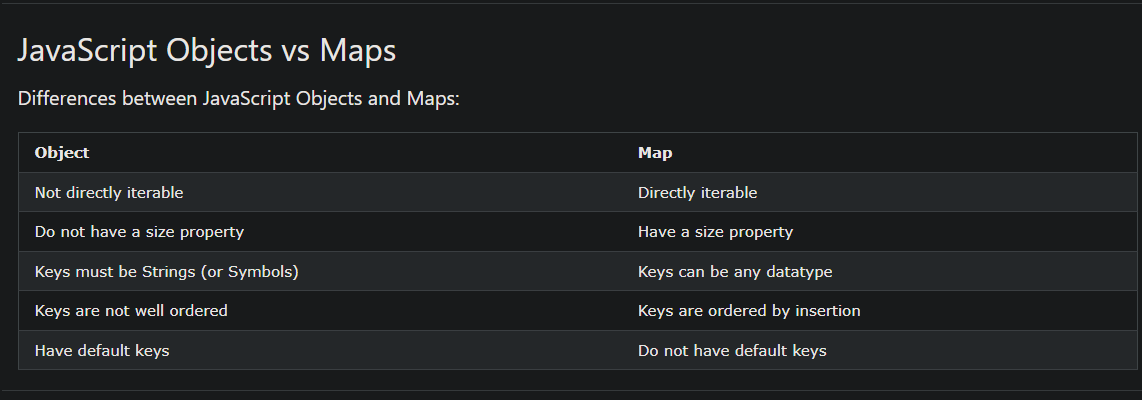 JavaScript Objects vs Maps
Differences between JavaScript Objects and Maps:
Object Map
Not directly iterable Directly iterable
Do not have a size property Have a size property
Keys must be Strings (or Symbols) Keys can be any datatype
Keys are not well ordered Keys are ordered by insertion
Have default keys Do not have default keys